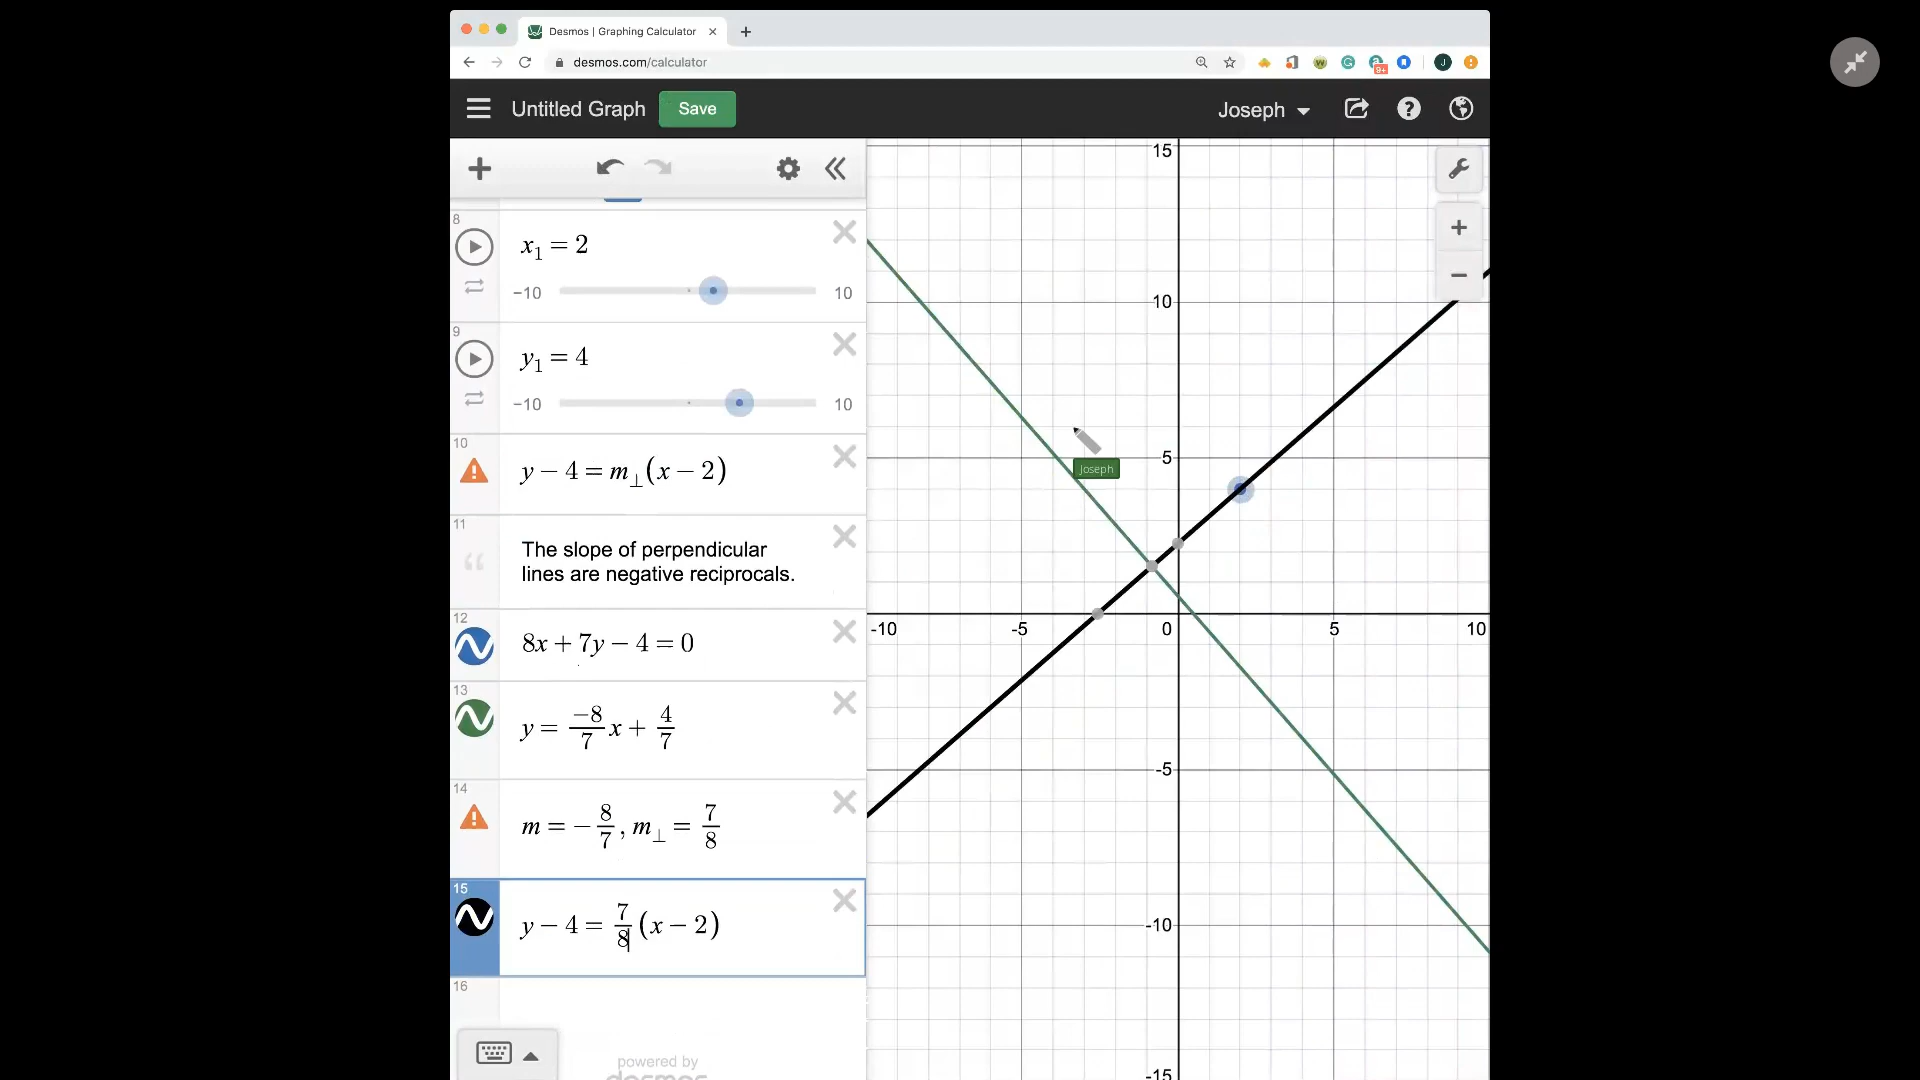 Desmos | Graphing Calculator
desmos.com/calculator
9+
J
Untitled Graph
Save
Joseph
8
x₁ = 2
−10
10
9
y₁ = 4
−10
10
10
y − 4 = m⊥(x − 2)
11
The slope of perpendicular
lines are negative reciprocals.
12
8x + 7y − 4 = 0
13
y = −8/7 x + 4/7
14
m = −8/7, m⊥ = 7/8
15
y − 4 = 7/8 (x − 2)
16
powered by
desmos
15
10
5
Joseph
-10
-5
0
5
10
-5
-10
-15